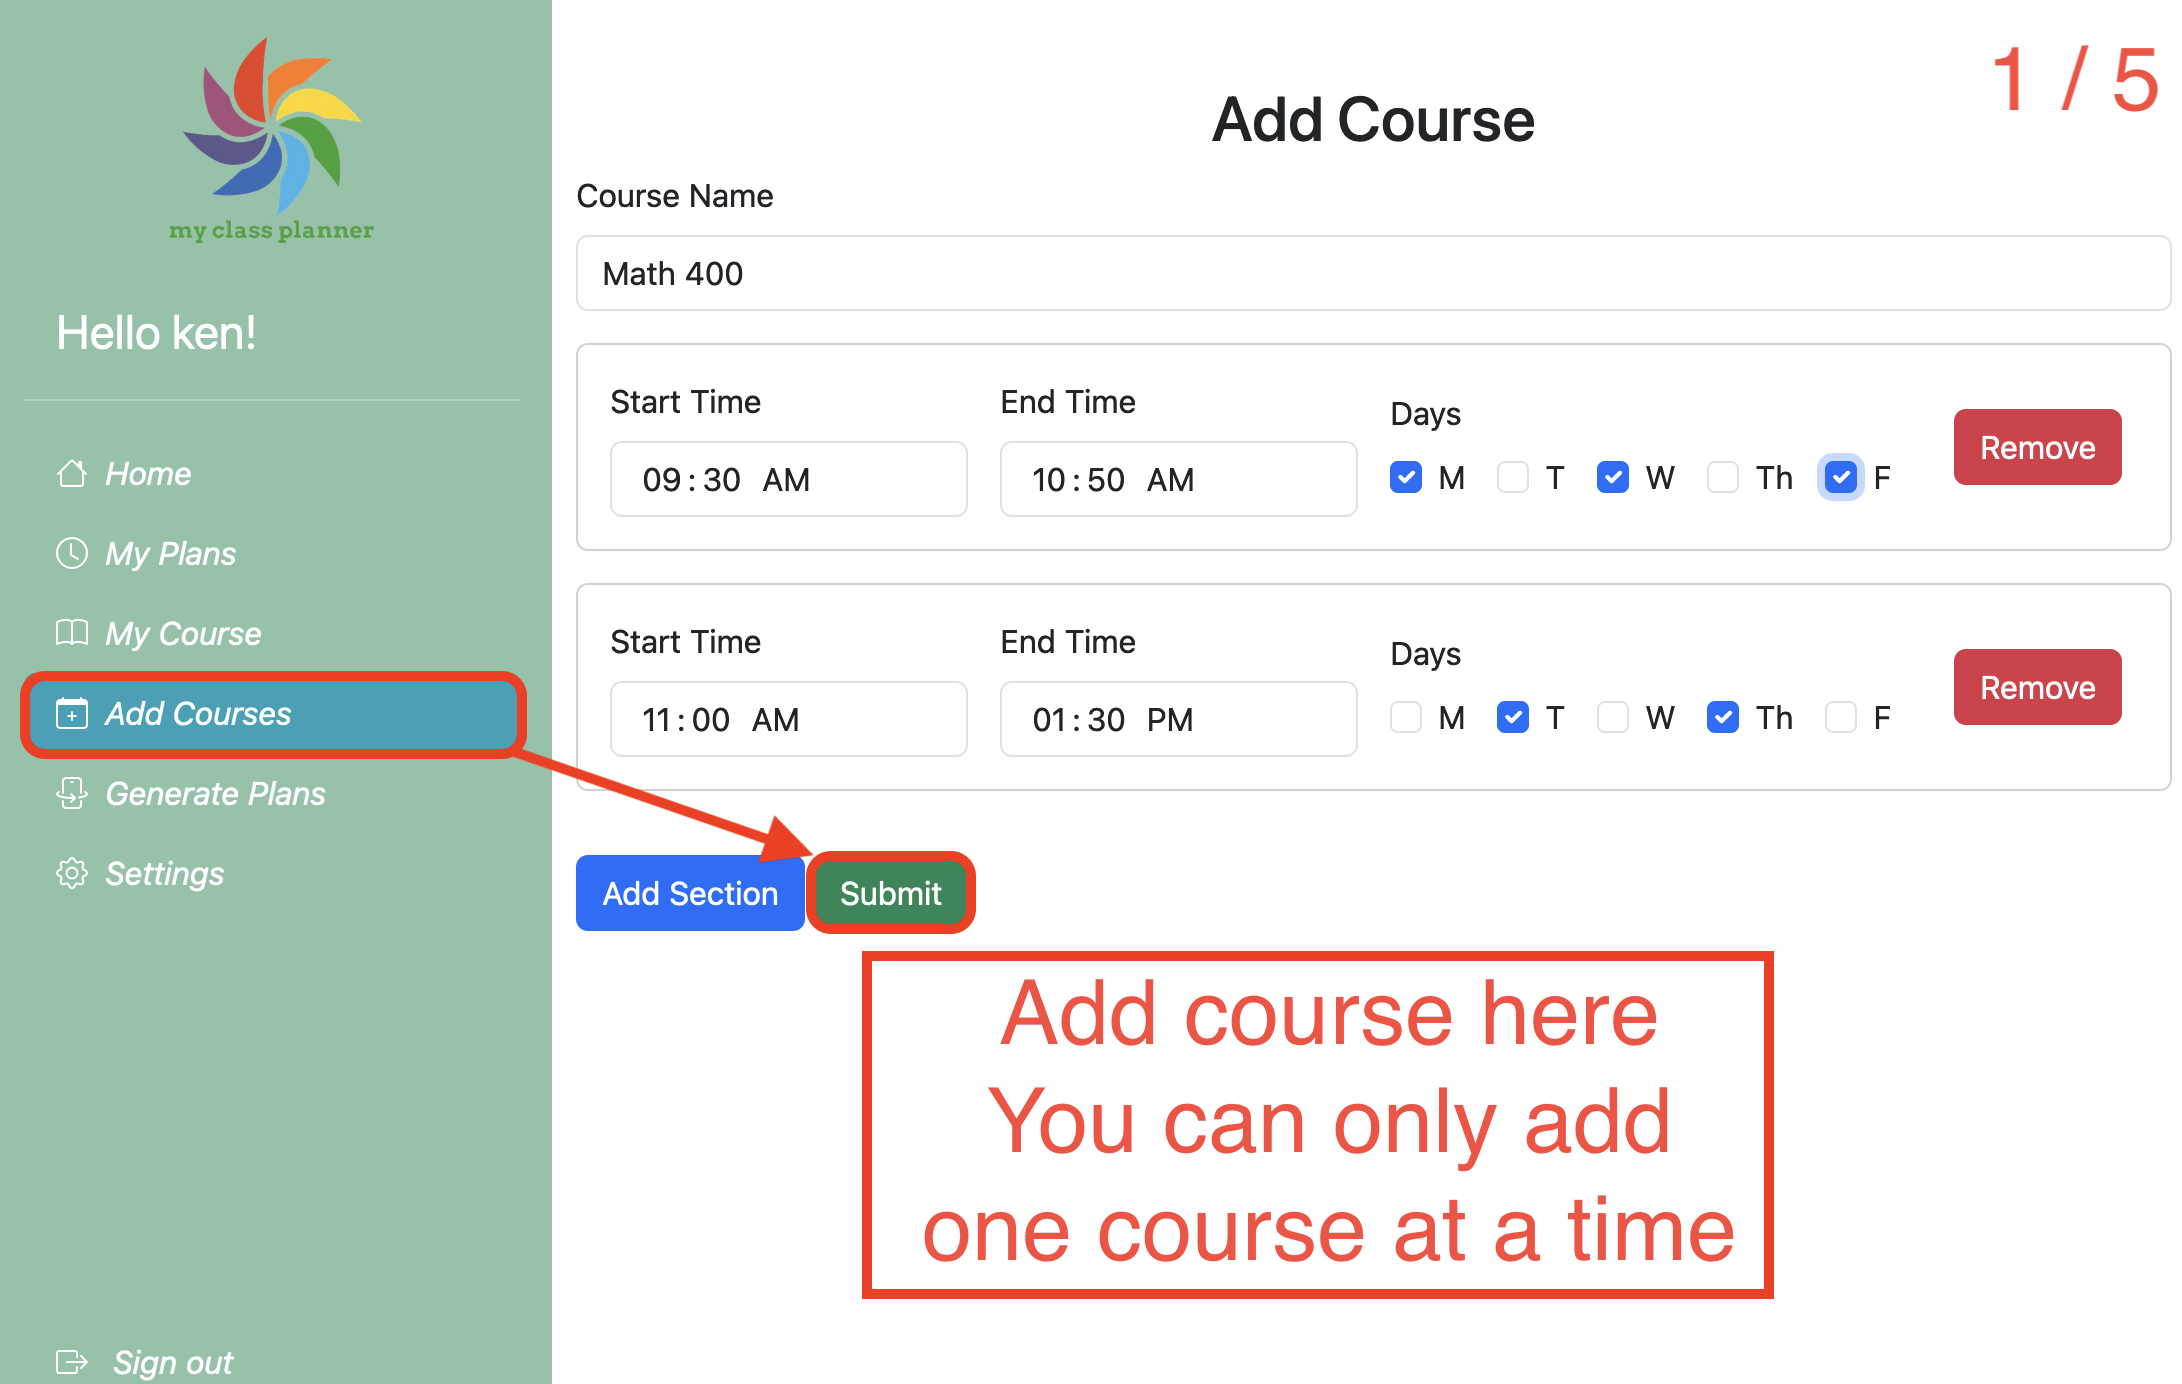 my class planner
Hello ken!
Home
My Plans
My Course
Add Courses
Generate Plans
Settings
Sign out
1 / 5
Add Course
Course Name
Math 400
Start Time End Time Days
09:30 AM 10:50 AM M T W Th F Remove
Start Time End Time Days
11:00 AM 01:30 PM M T W Th F Remove
Add Section Submit
Add course here
You can only add
one course at a time